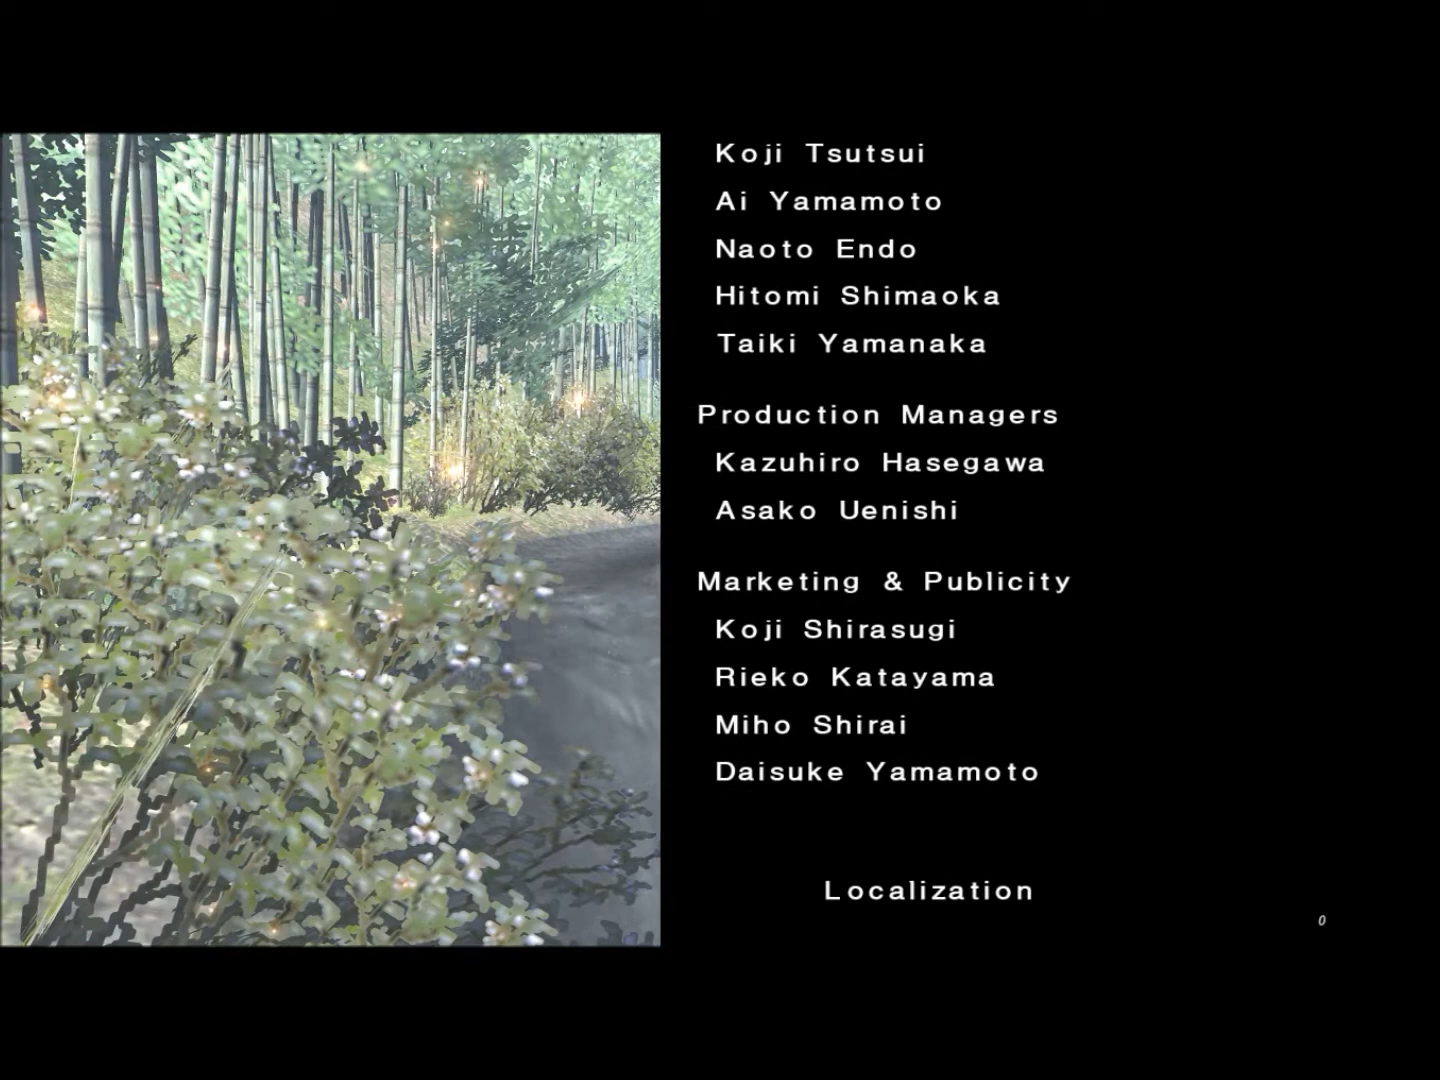 Koji Tsutsui
Ai Yamamoto
Naoto Endo
Hitomi Shimaoka
Taiki Yamanaka
Production Managers
Kazuhiro Hasegawa
Asako Uenishi
Marketing & Publicity
Koji Shirasugi
Rieko Katayama
Miho Shirai
Daisuke Yamamoto
Localization
0